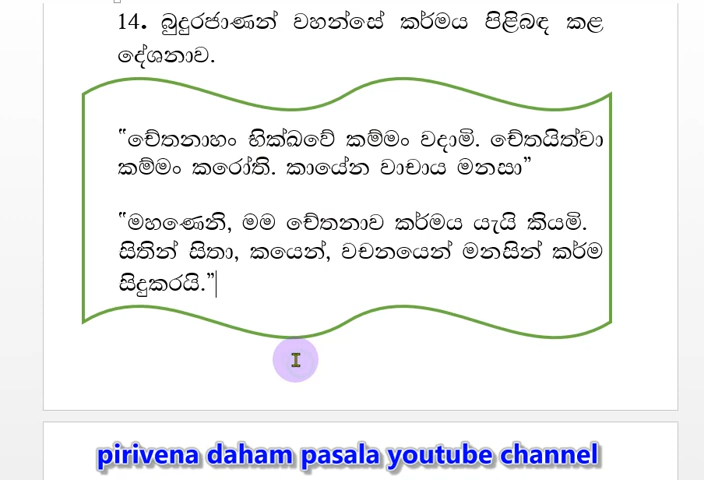 14. බුදුරජාණන් වහන්සේ කර්මය පිළිබඳ කළ
දේශනාව.
“චේතනාහං භික්ඛවේ කම්මං වදාමි. චේතයිත්වා
කම්මං කරෝති. කායේන වාචාය මනසා”
“මහණෙනි, මම චේතනාව කර්මය යැයි කියමි.
සිතින් සිතා, කයෙන්, වචනයෙන් මනසින් කර්ම
සිදුකරයි.”
pirivena daham pasala youtube channel